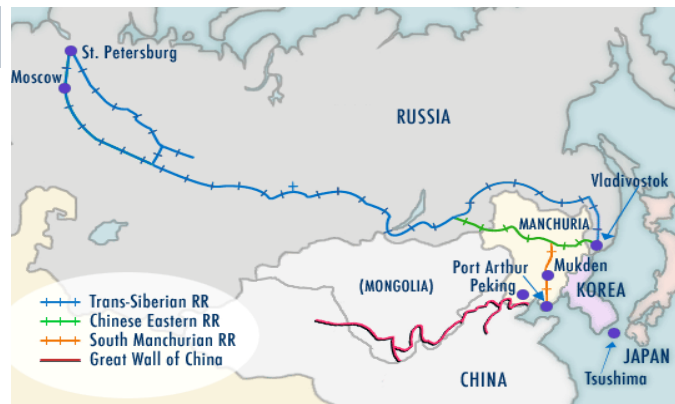 St. Petersburg
Moscow
RUSSIA
Vladivostok
MANCHURIA
Port Arthur
Mukden
Peking
(MONGOLIA)
KOREA
Trans-Siberian RR
Chinese Eastern RR
South Manchurian RR
Great Wall of China
JAPAN
CHINA
Tsushima